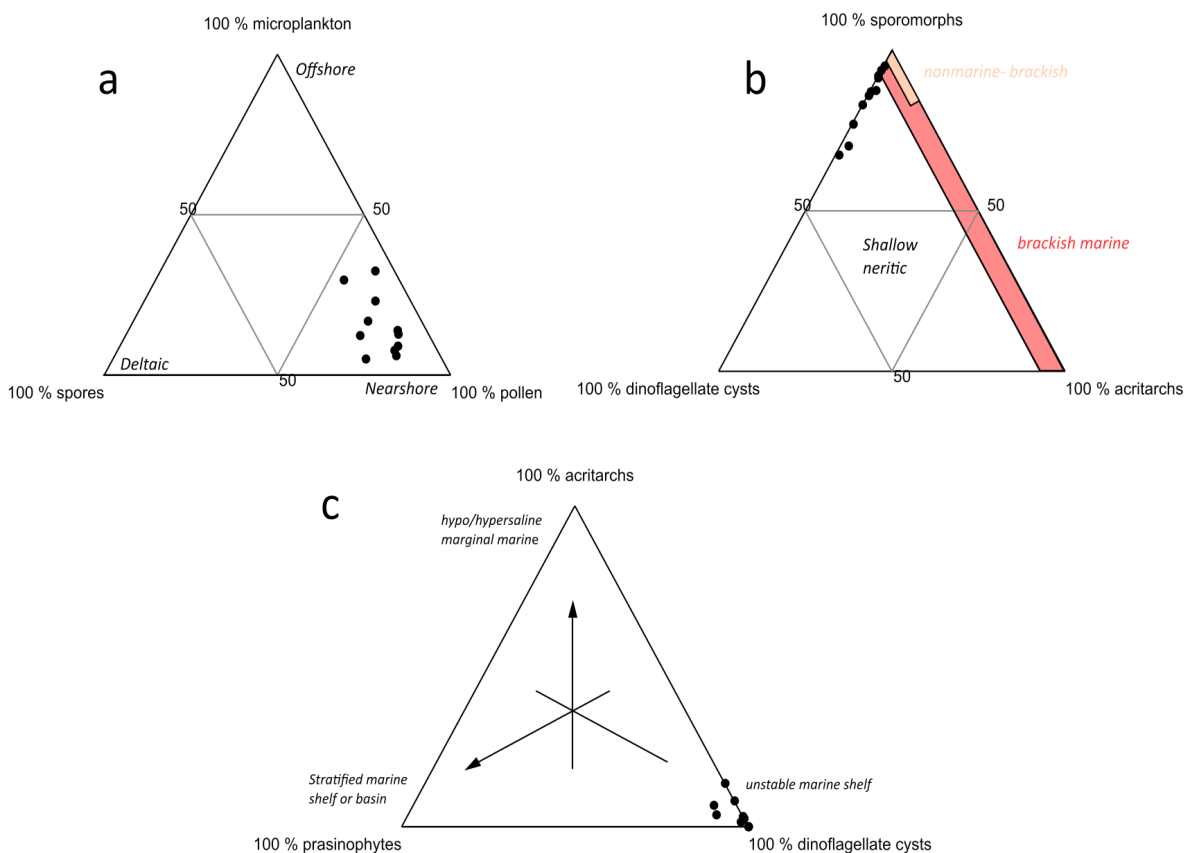 100 % microplankton
a
Offshore
50
50
Deltaic
50
Nearshore
100 % spores
100 % pollen
100 % sporomorphs
b
nonmarine- brackish
50
50
Shallow
neritic
brackish marine
50
100 % dinoflagellate cysts
100 % acritarchs
100 % acritarchs
c
hypo/hypersaline
marginal marine
Stratified marine
shelf or basin
unstable marine shelf
100 % prasinophytes
100 % dinoflagellate cysts